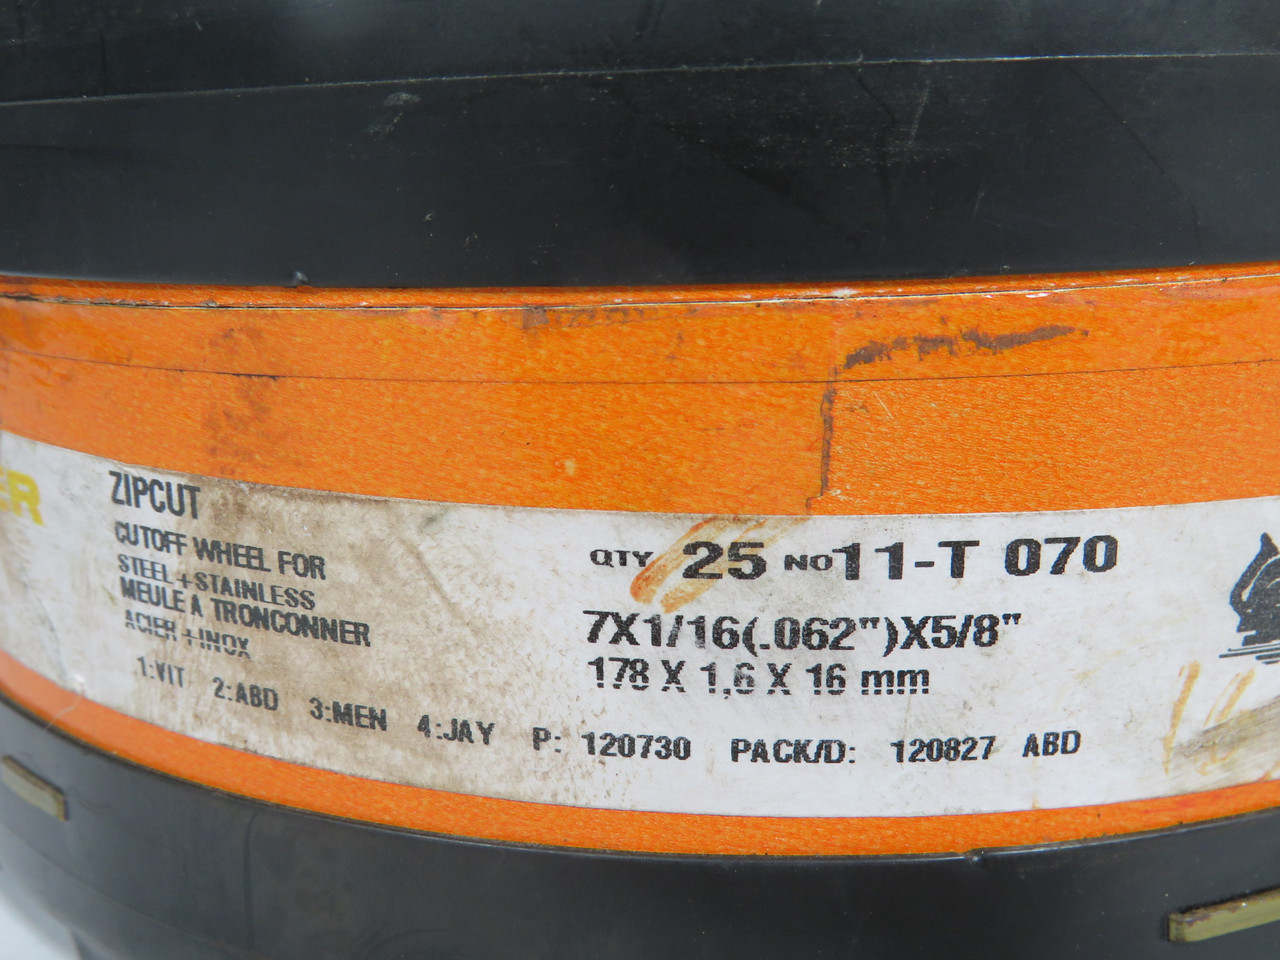 ER
ZIPCUT
CUTOFF WHEEL FOR
STEEL + STAINLESS
MEULE A TRONCONNER
ACIER + INOX
1:VIT 2:ABD 3:MEN 4:JAY P: 120730 PACK/D: 120827 ABD
QTY 25 NO 11-T 070
7X1/16(.062")X5/8"
178 X 1,6 X 16 mm